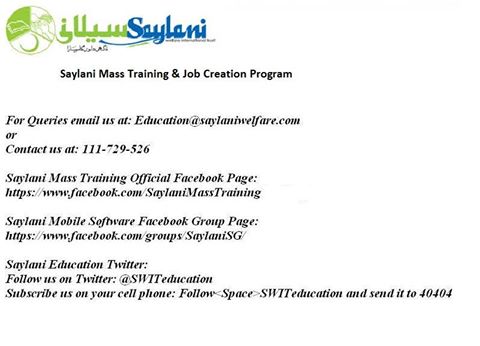 سیلانی Saylani
welfare international trust
Saylani Mass Training & Job Creation Program
For Queries email us at: Education@saylaniwelfare.com
or
Contact us at: 111-729-526
Saylani Mass Training Official Facebook Page:
https://www.facebook.com/SaylaniMassTraining
Saylani Mobile Software Facebook Group Page:
https://www.facebook.com/groups/SaylaniSG/
Saylani Education Twitter:
Follow us on Twitter: @SWITeducation
Subscribe us on your cell phone: Follow<Space>SWITeducation and send it to 40404